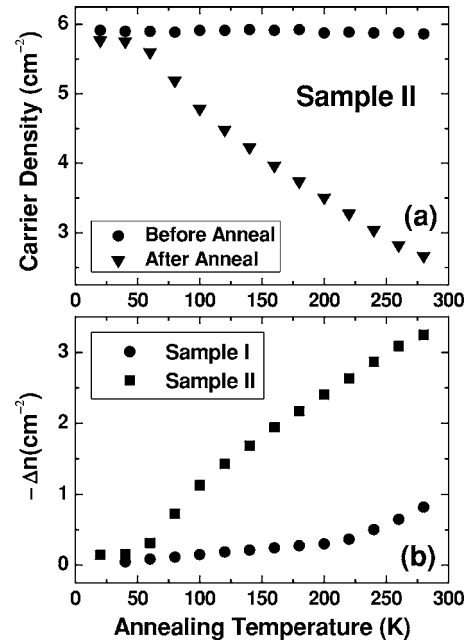 6
5
4
3
Carrier Density (cm⁻²)
Sample II
(a)
Before Anneal
After Anneal
0 50 100 150 200 250 300
3
2
1
0
− Δn(cm⁻²)
Sample I
Sample II
(b)
0 50 100 150 200 250 300
Annealing Temperature (K)